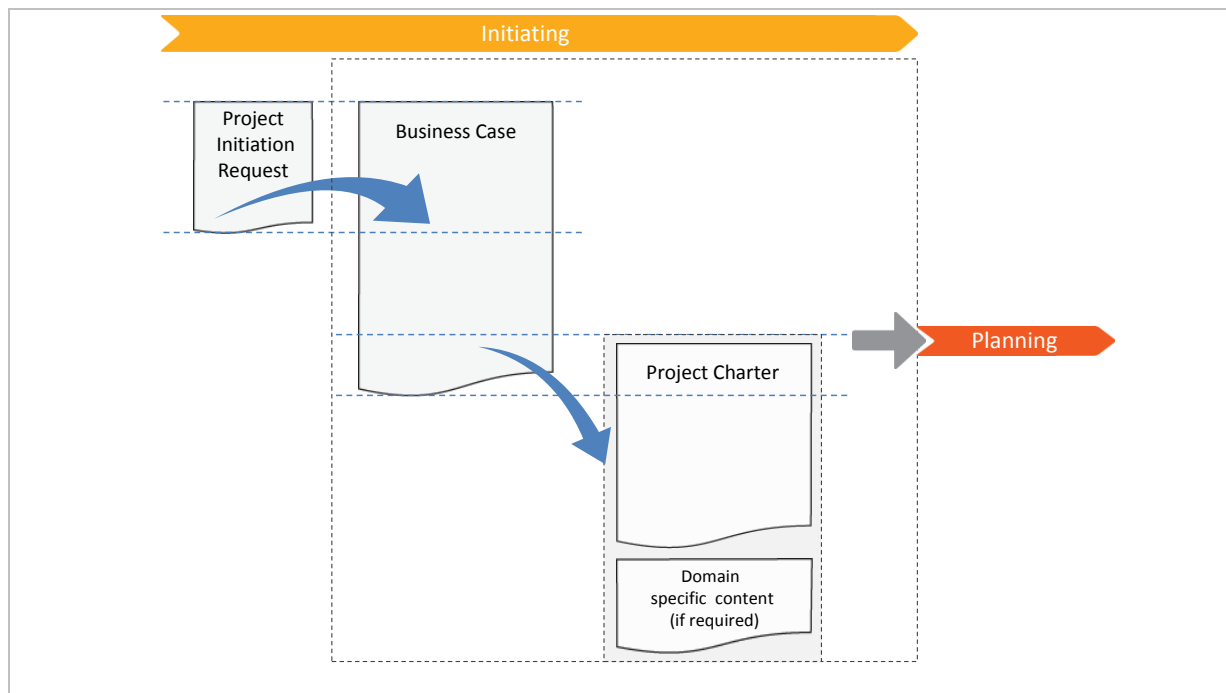 Initiating
Project
Initiation
Request
Business Case
Planning
Project Charter
Domain
specific content
(if required)